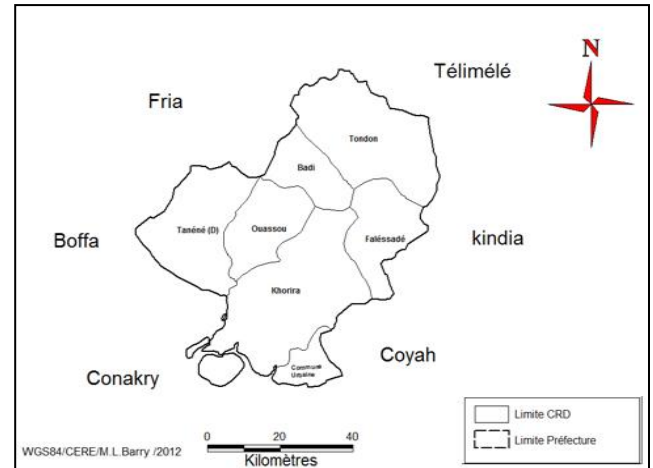 N
Télimélé
Fria
Tondon
Badi
Boffa
Tanéné (D)
Ouassou
Faléssadé
kindia
Khorira
Coyah
Commune
Urbaine
Conakry
0 20 40
Kilomètres
WGS84/CERE/M.L.Barry /2012
Limite CRD
Limite Préfecture